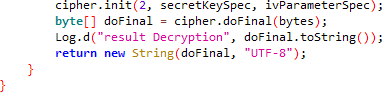 cipher.init(2, secretKeySpec, ivParameterSpec);
byte[] doFinal = cipher.doFinal(bytes);
Log.d("result Decryption", doFinal.toString());
return new String(doFinal, "UTF-8");
}
}